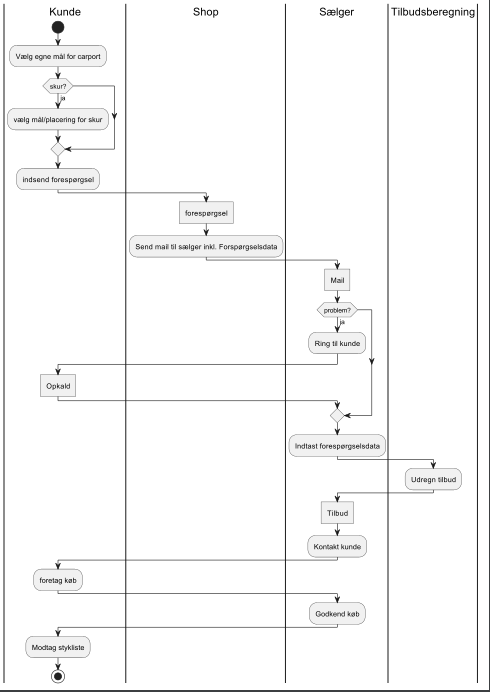 Kunde
Shop
Sælger
Tilbudsberegning
Vælg egne mål for carport
skur?
ja
vælg mål/placering for skur
indsend forespørgsel
forespørgsel
Send mail til sælger inkl. Forspørgselsdata
Mail
problem?
ja
Ring til kunde
Opkald
Indtast forespørgselsdata
Udregn tilbud
Tilbud
Kontakt kunde
foretag køb
Godkend køb
Modtag stykliste